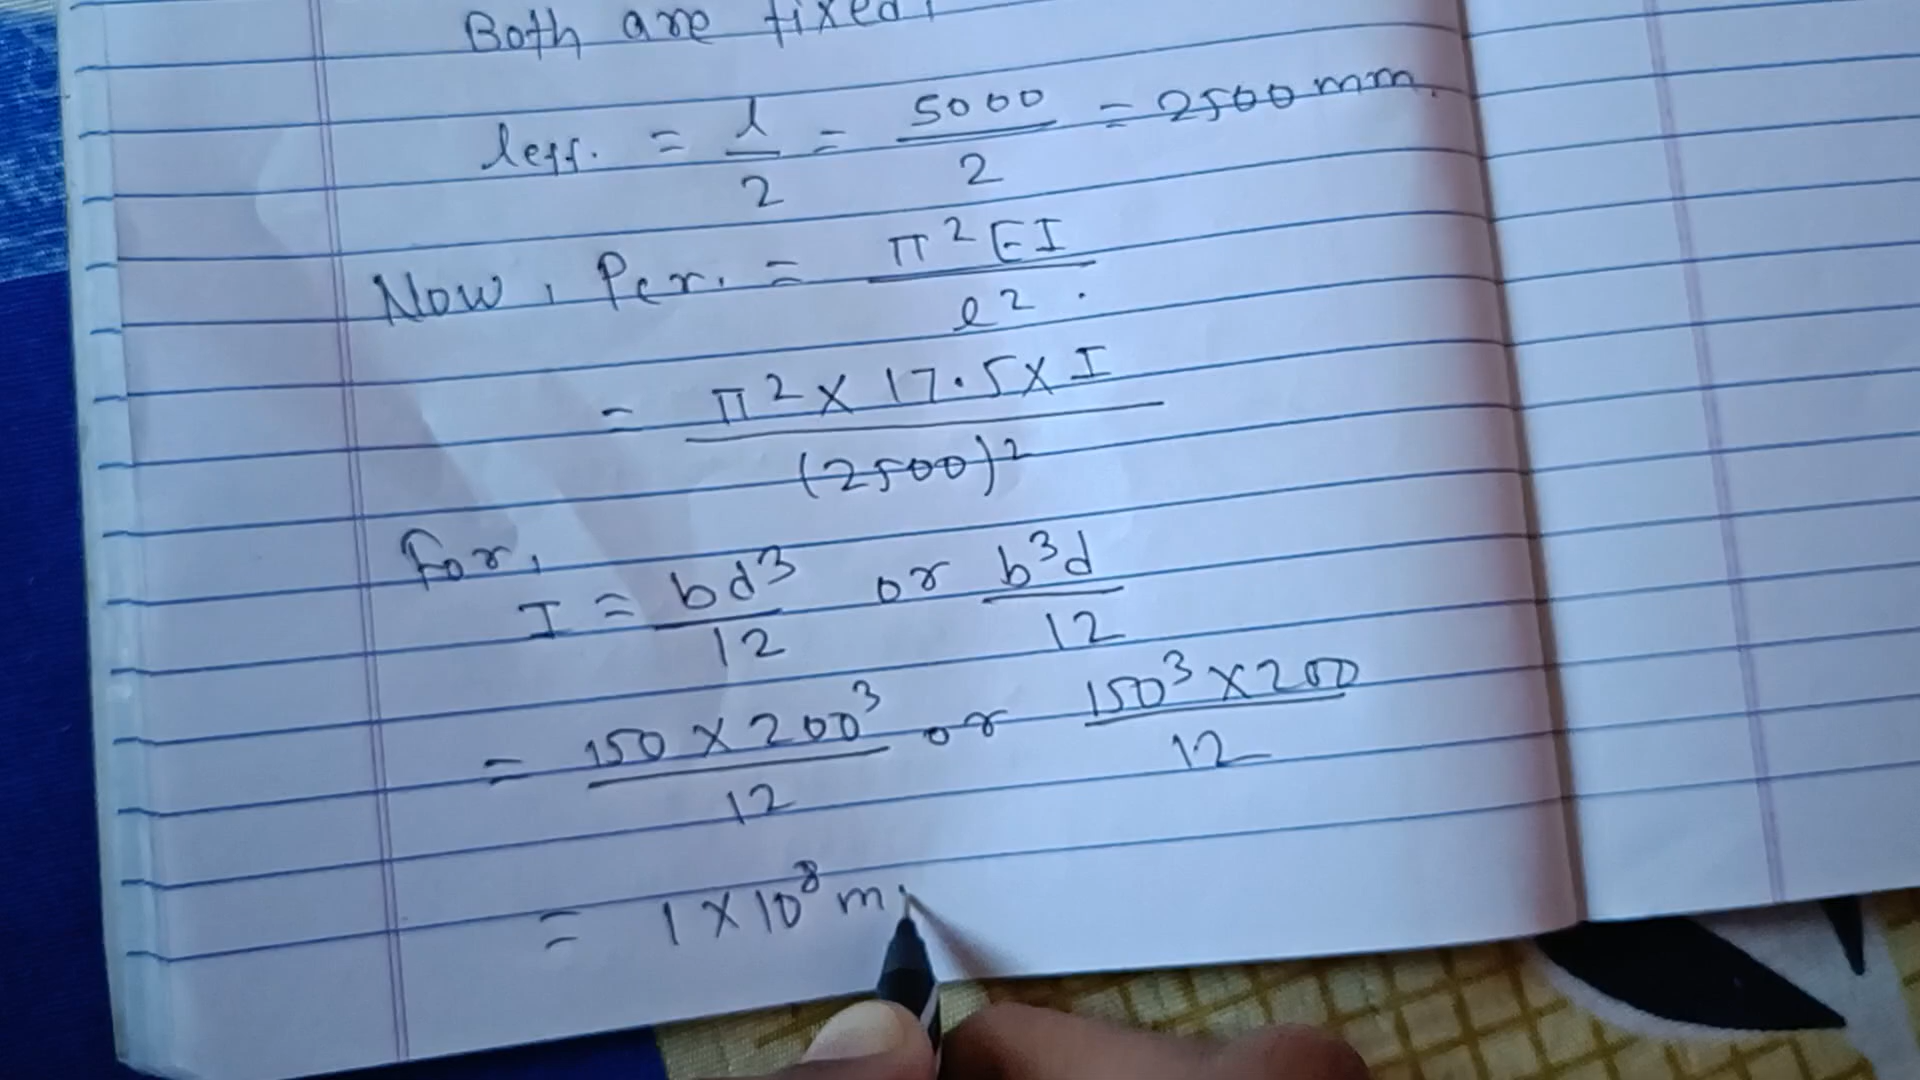 Both are fixed.
leff. = l/2 = 5000/2 = 2500 mm.
Now, Pcr. = π²EI/l².
= π² × 17.5 × I/(2500)²
For,
I = bd³/12 or b³d/12
= 150 × 200³/12 or 150³ × 200/12
= 1 × 10⁸ m